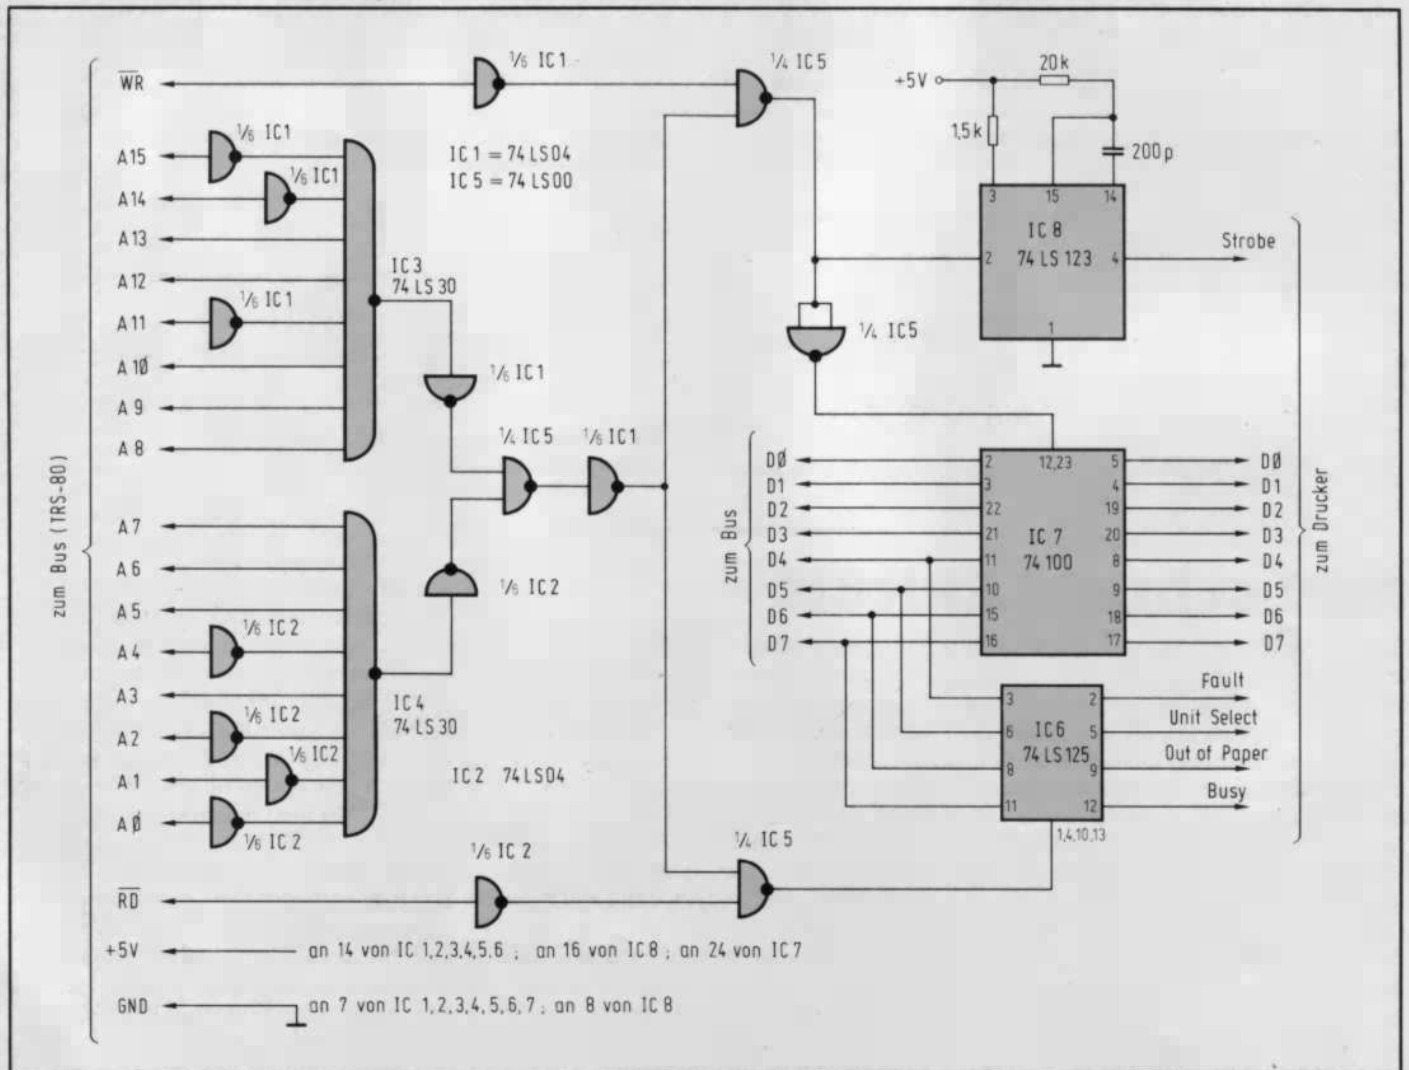 zum Bus (TRS-80)
WR
1/6 IC1
1/4 IC5
+5V
20k
1,5k
200p
A15
1/6 IC1
A14
1/6 IC1
A13
A12
A11
1/6 IC1
A10
A9
A8
IC1 = 74LS04
IC5 = 74LS00
IC3
74LS30
1/6 IC1
3
15
14
IC8
74LS123
2
4
1
Strobe
1/4 IC5
1/4 IC5
1/6 IC1
A7
A6
A5
A4
1/6 IC2
A3
A2
1/6 IC2
A1
1/6 IC2
A0
1/6 IC2
1/6 IC2
IC4
74LS30
IC2 74LS04
zum Bus
D0
D1
D2
D3
D4
D5
D6
D7
2
3
22
21
11
10
15
16
12,23
IC7
74100
5
4
19
20
8
9
18
17
D0
D1
D2
D3
D4
D5
D6
D7
zum Drucker
3
6
8
11
IC6
74LS125
2
5
9
12
1,4,10,13
Fault
Unit Select
Out of Paper
Busy
RD
1/6 IC2
1/4 IC5
+5V an 14 von IC 1,2,3,4,5.6 ; an 16 von IC8 ; an 24 von IC7
GND an 7 von IC 1,2,3,4,5,6,7 ; an 8 von IC8